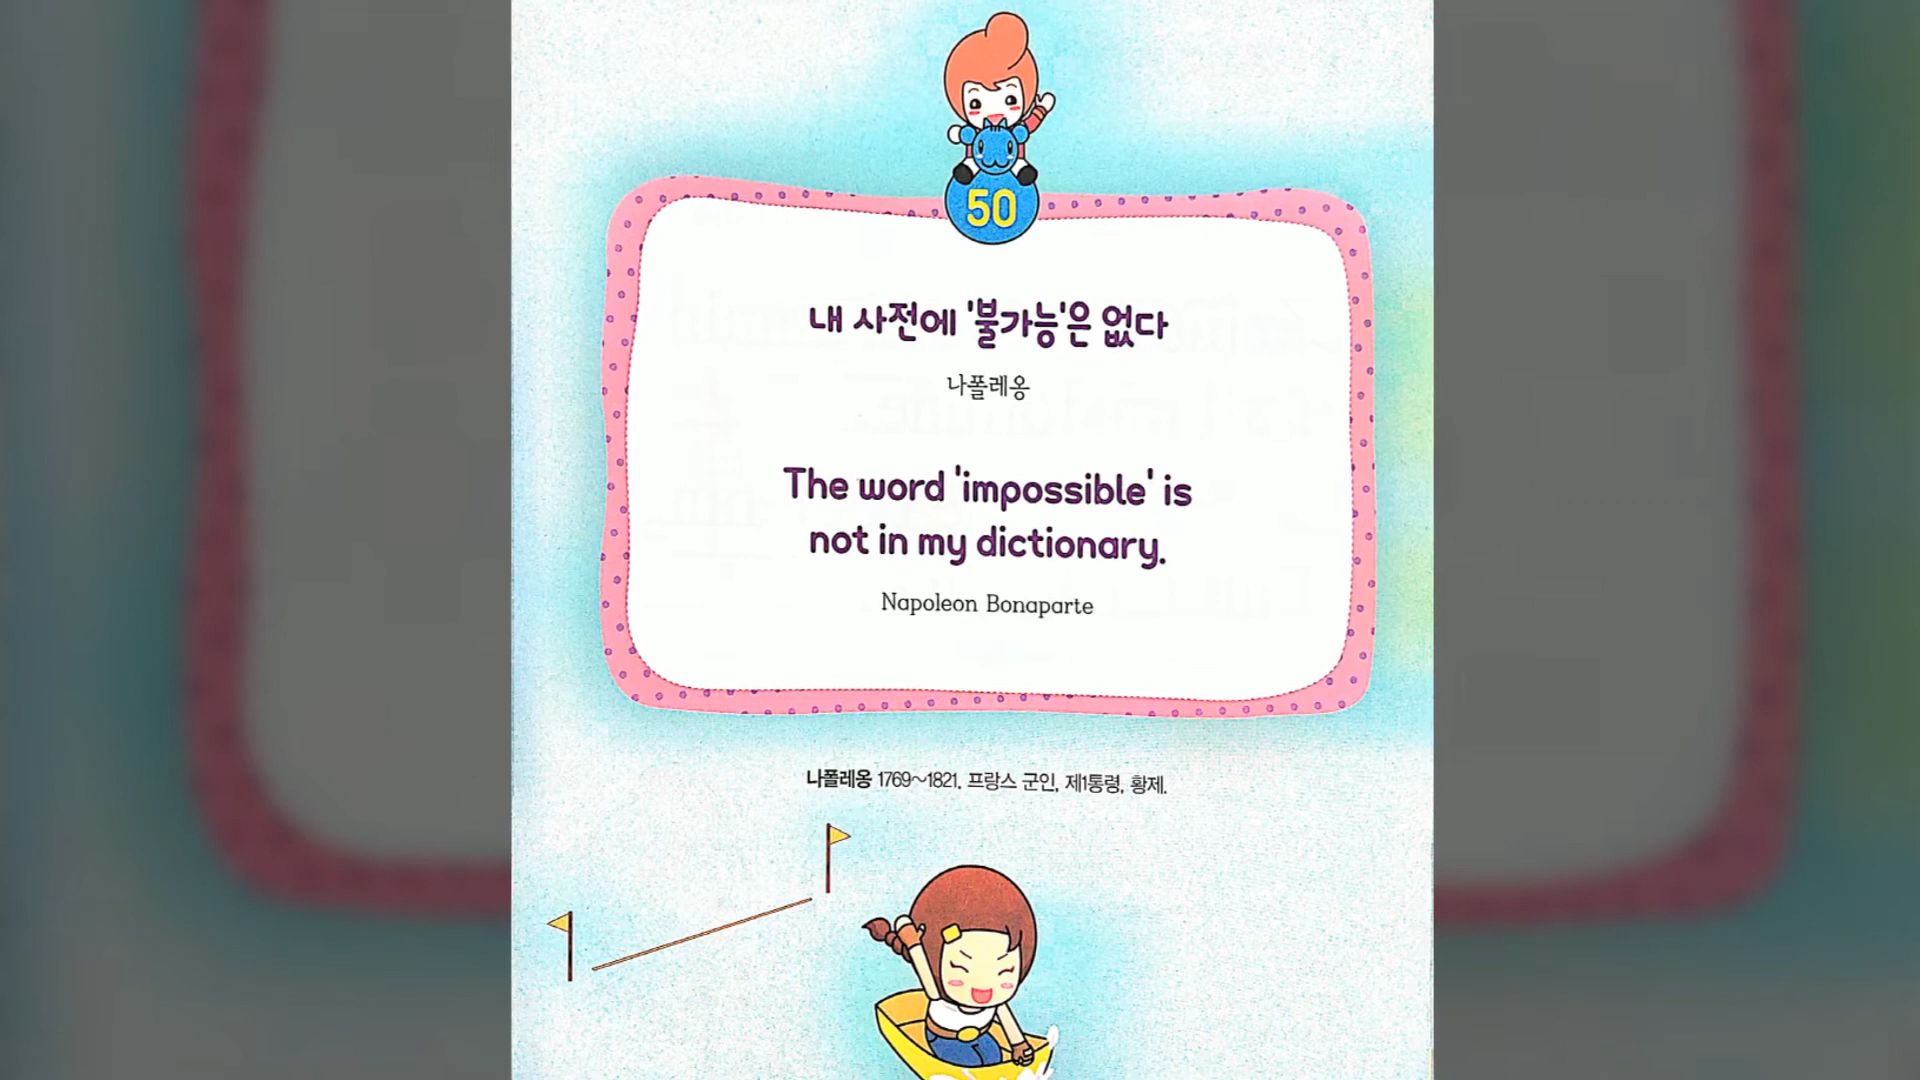 50
내 사전에 '불가능'은 없다
나폴레옹
The word 'impossible' is
not in my dictionary.
Napoleon Bonaparte
나폴레옹 1769~1821. 프랑스 군인, 제1통령, 황제.